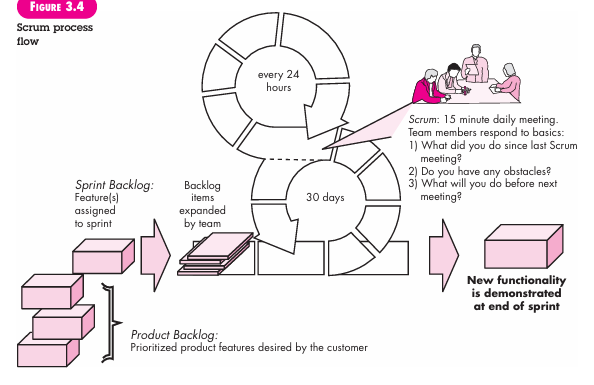 FIGURE 3.4
Scrum process
flow
every 24
hours
Scrum: 15 minute daily meeting.
Team members respond to basics:
1) What did you do since last Scrum
meeting?
2) Do you have any obstacles?
3) What will you do before next
meeting?
Sprint Backlog:
Feature(s)
assigned
to sprint
Backlog
items
expanded
by team
30 days
New functionality
is demonstrated
at end of sprint
Product Backlog:
Prioritized product features desired by the customer